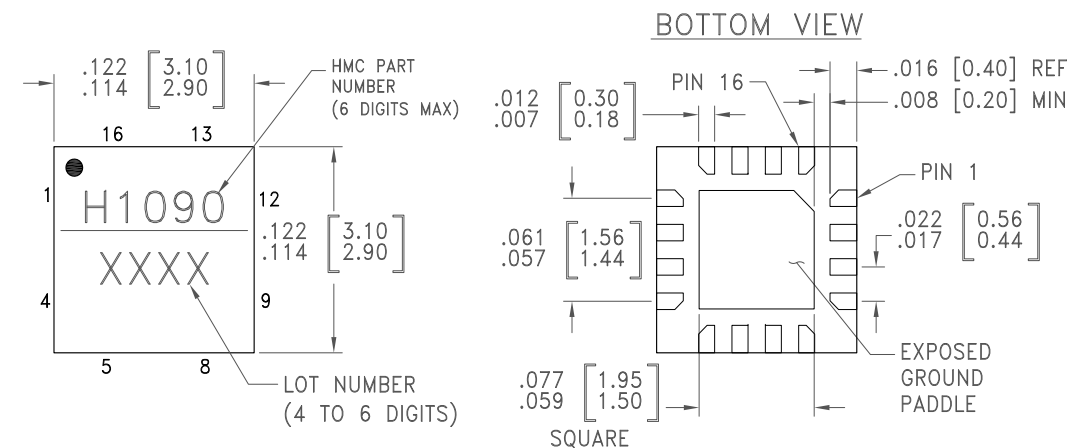 .122 [3.10]
.114 [2.90]
HMC PART
NUMBER
(6 DIGITS MAX)
16 13
1
H1090
12
.122 [3.10]
.114 [2.90]
XXXX
4
9
5 8
LOT NUMBER
(4 TO 6 DIGITS)
BOTTOM VIEW
.016 [0.40] REF
.008 [0.20] MIN
PIN 16
.012 [0.30]
.007 [0.18]
PIN 1
.022 [0.56]
.017 [0.44]
.061 [1.56]
.057 [1.44]
EXPOSED
GROUND
PADDLE
.077 [1.95]
.059 [1.50]
SQUARE